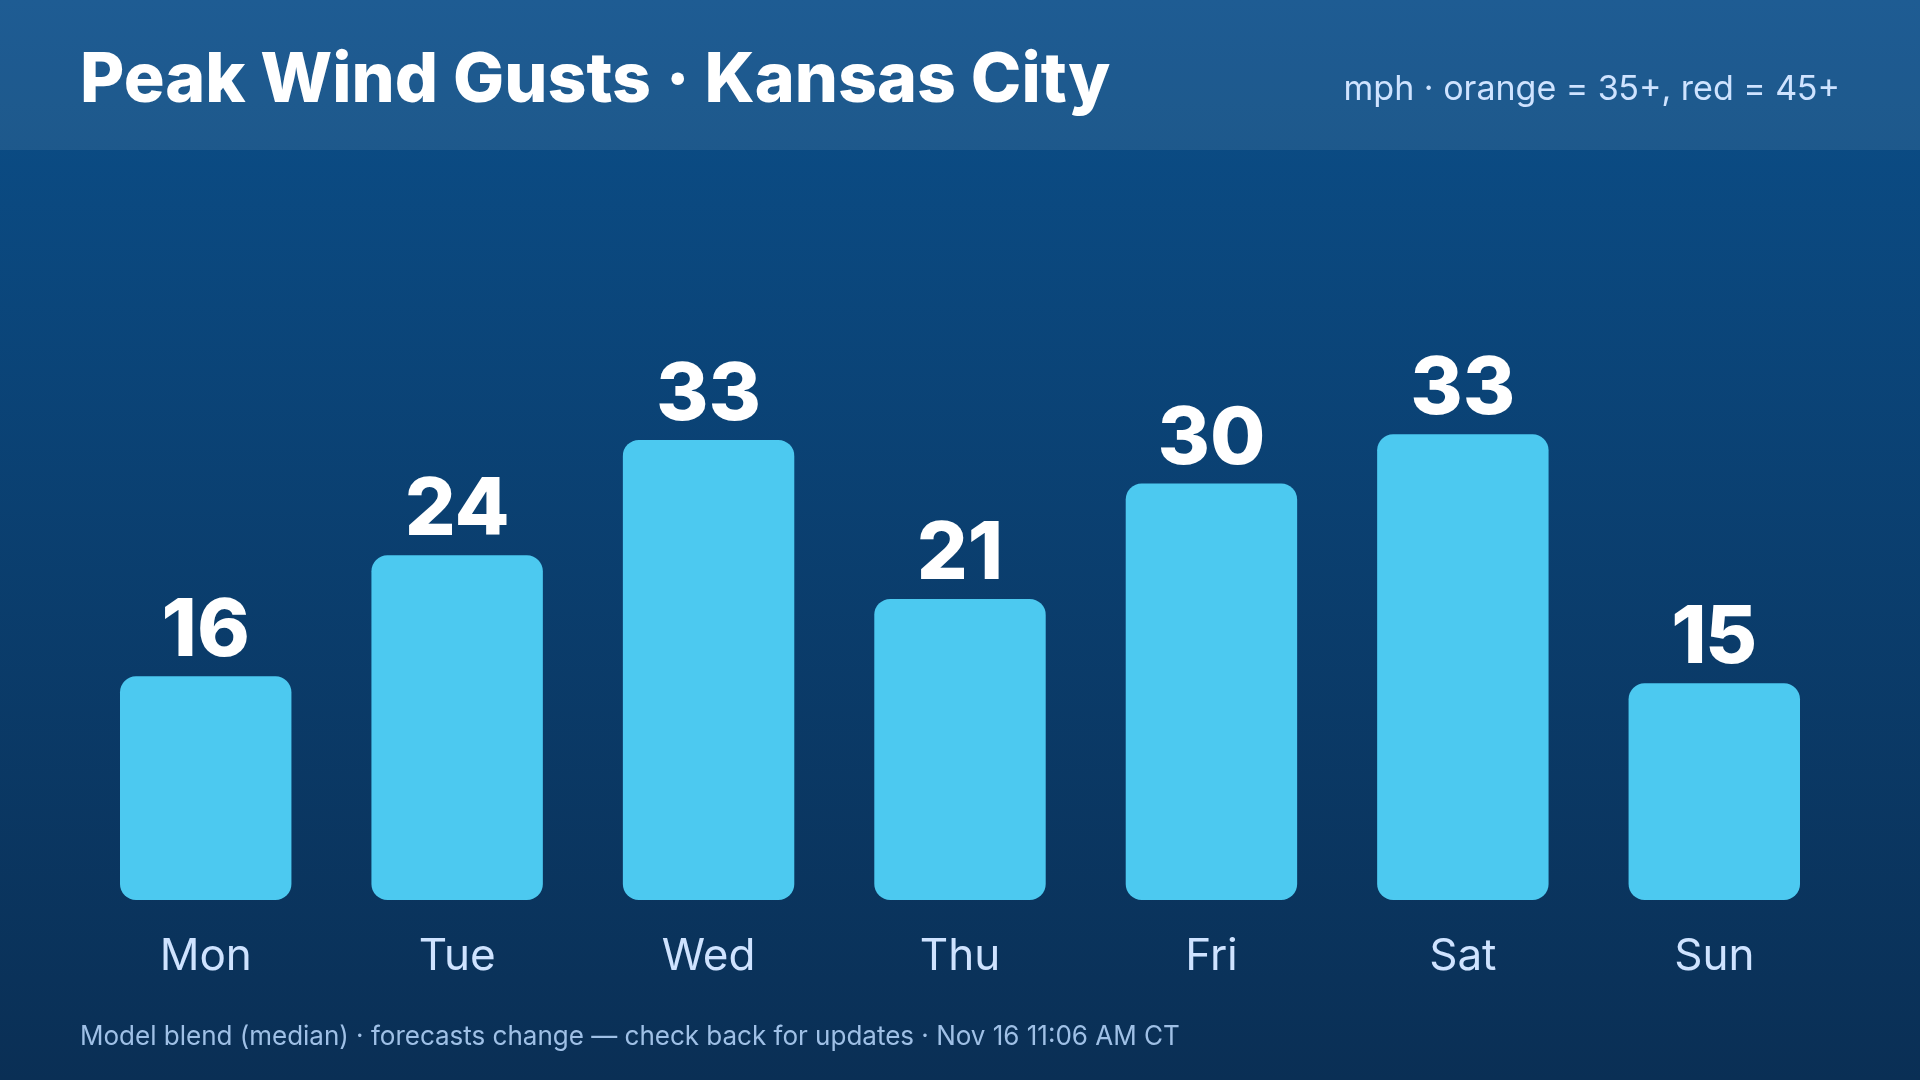 Peak Wind Gusts · Kansas City
mph · orange = 35+, red = 45+
16
24
33
21
30
33
15
Mon
Tue
Wed
Thu
Fri
Sat
Sun
Model blend (median) · forecasts change — check back for updates · Nov 16 11:06 AM CT